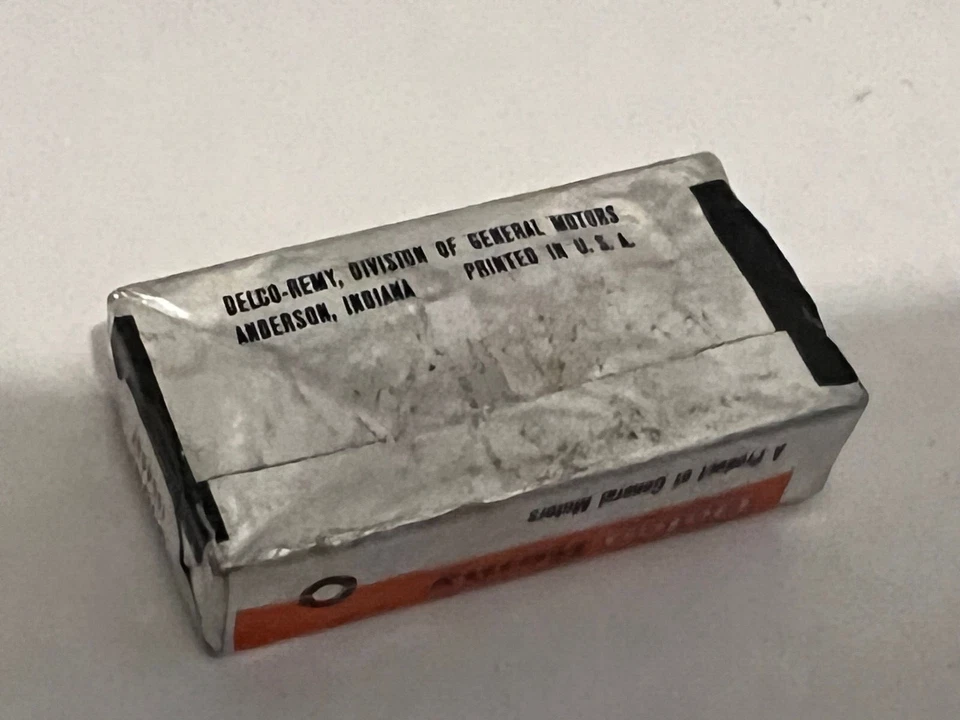 DELCO-REMY, DIVISION OF GENERAL MOTORS
ANDERSON, INDIANA PRINTED IN U. S. A.
A Product of General Motors